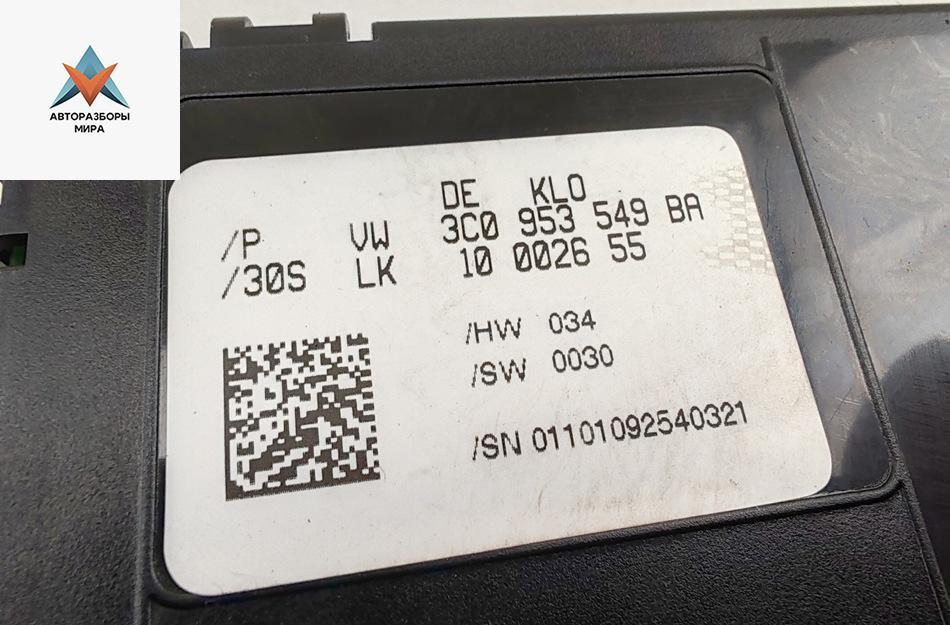 АВТОРАЗБОРЫ
МИРА
DE KLO
/P VW 3C0 953 549 BA
/30S LK 10 0026 55
/HW 034
/SW 0030
/SN 01101092540321